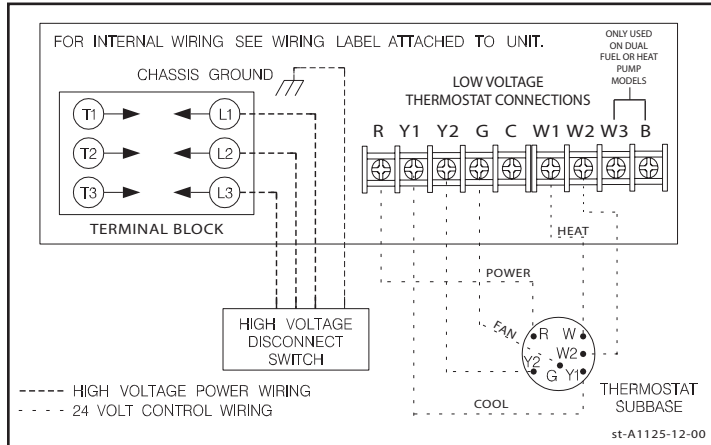 FOR INTERNAL WIRING SEE WIRING LABEL ATTACHED TO UNIT.
ONLY USED
ON DUAL
FUEL OR HEAT
PUMP
MODELS
CHASSIS GROUND
LOW VOLTAGE
THERMOSTAT CONNECTIONS
R Y1 Y2 G C W1 W2 W3 B
T1 L1
T2 L2
T3 L3
TERMINAL BLOCK
HEAT
POWER
HIGH VOLTAGE
DISCONNECT
SWITCH
FAN
R W
W2
Y2
G Y1
COOL
THERMOSTAT
SUBBASE
HIGH VOLTAGE POWER WIRING
24 VOLT CONTROL WIRING
st-A1125-12-00